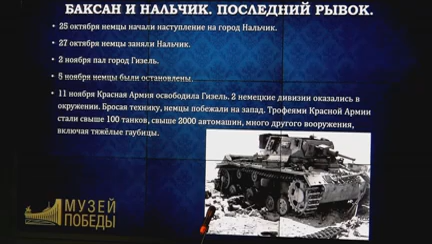 БАКСАН И НАЛЬЧИК. ПОСЛЕДНИЙ РЫВОК.
• 25 октября немцы начали наступление на город Нальчик.
• 27 октября немцы заняли Нальчик.
• 2 ноября пал город Гизель.
• 5 ноября немцы были остановлены.
• 11 ноября Красная Армия освободила Гизель. 2 немецкие дивизии оказались в
окружении. Бросая технику, немцы побежали на запад. Трофеями Красной Армии
стали свыше 100 танков, свыше 2000 автомашин, много другого вооружения,
включая тяжёлые гаубицы.
МУЗЕЙ
ПОБЕДЫ